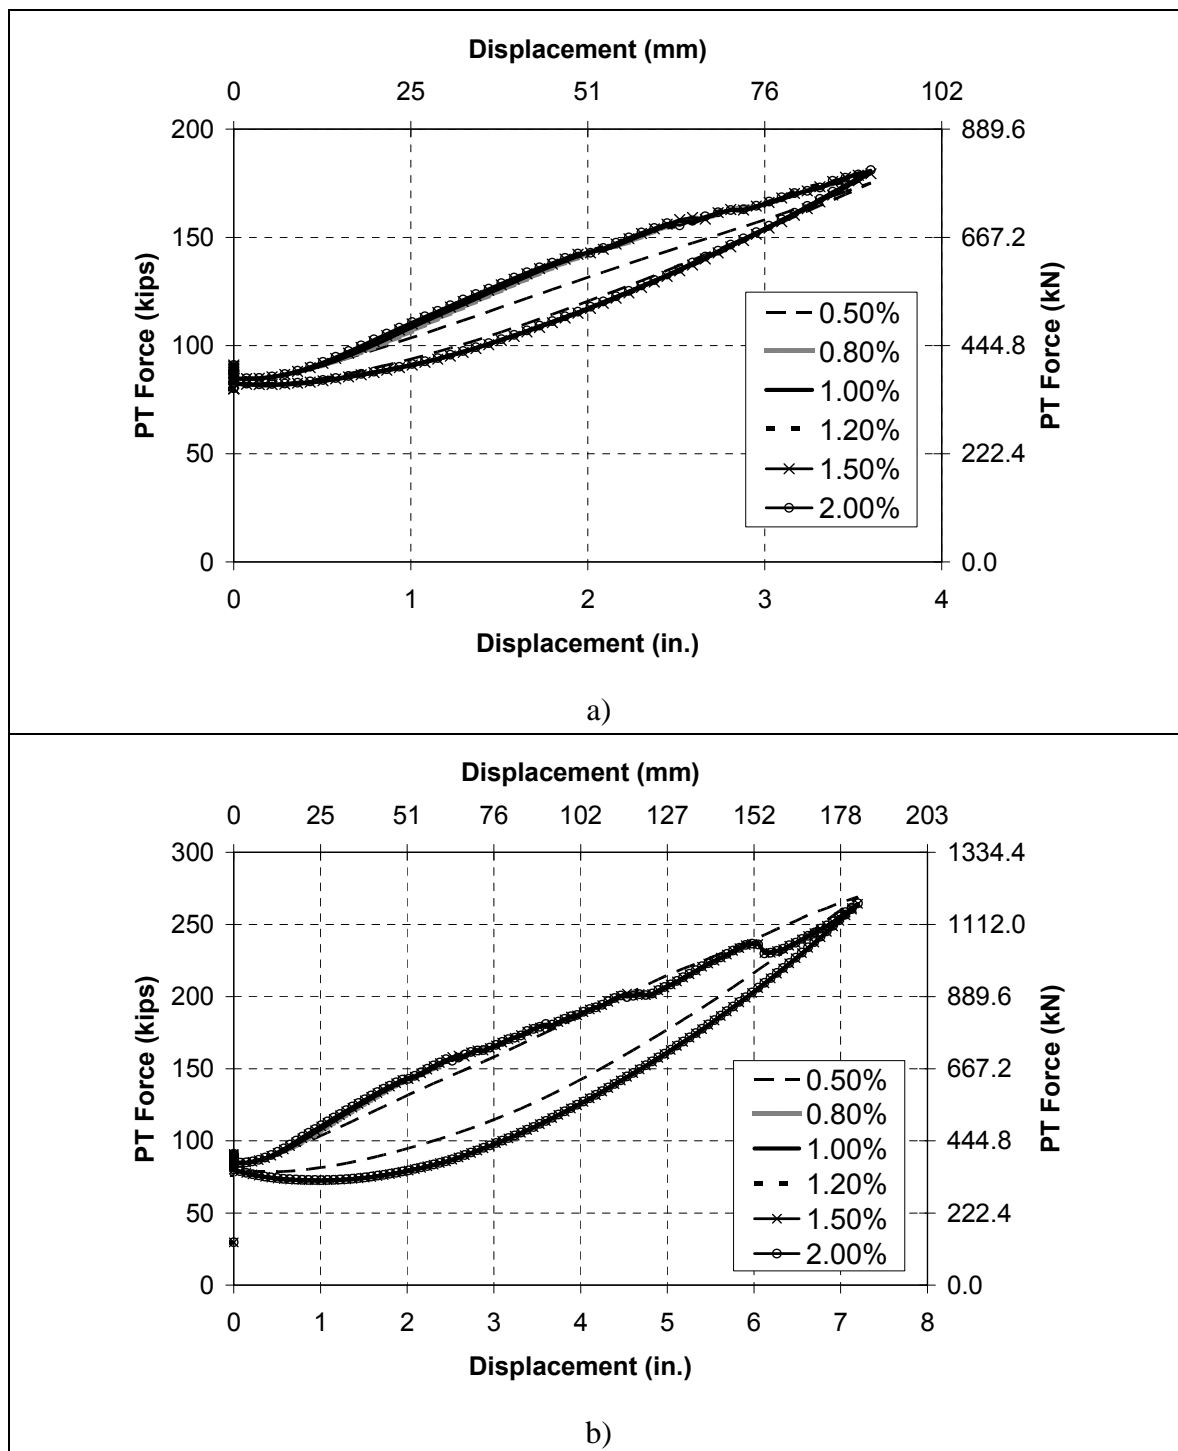 Displacement (mm)
0 25 51 76 102
200 889.6
150 667.2
100 444.8
50 222.4
0 0.0
PT Force (kips)
PT Force (kN)
0.50%
0.80%
1.00%
1.20%
1.50%
2.00%
0 1 2 3 4
Displacement (in.)
a)
Displacement (mm)
0 25 51 76 102 127 152 178 203
300 1334.4
250 1112.0
200 889.6
150 667.2
100 444.8
50 222.4
0 0.0
PT Force (kips)
PT Force (kN)
0.50%
0.80%
1.00%
1.20%
1.50%
2.00%
0 1 2 3 4 5 6 7 8
Displacement (in.)
b)